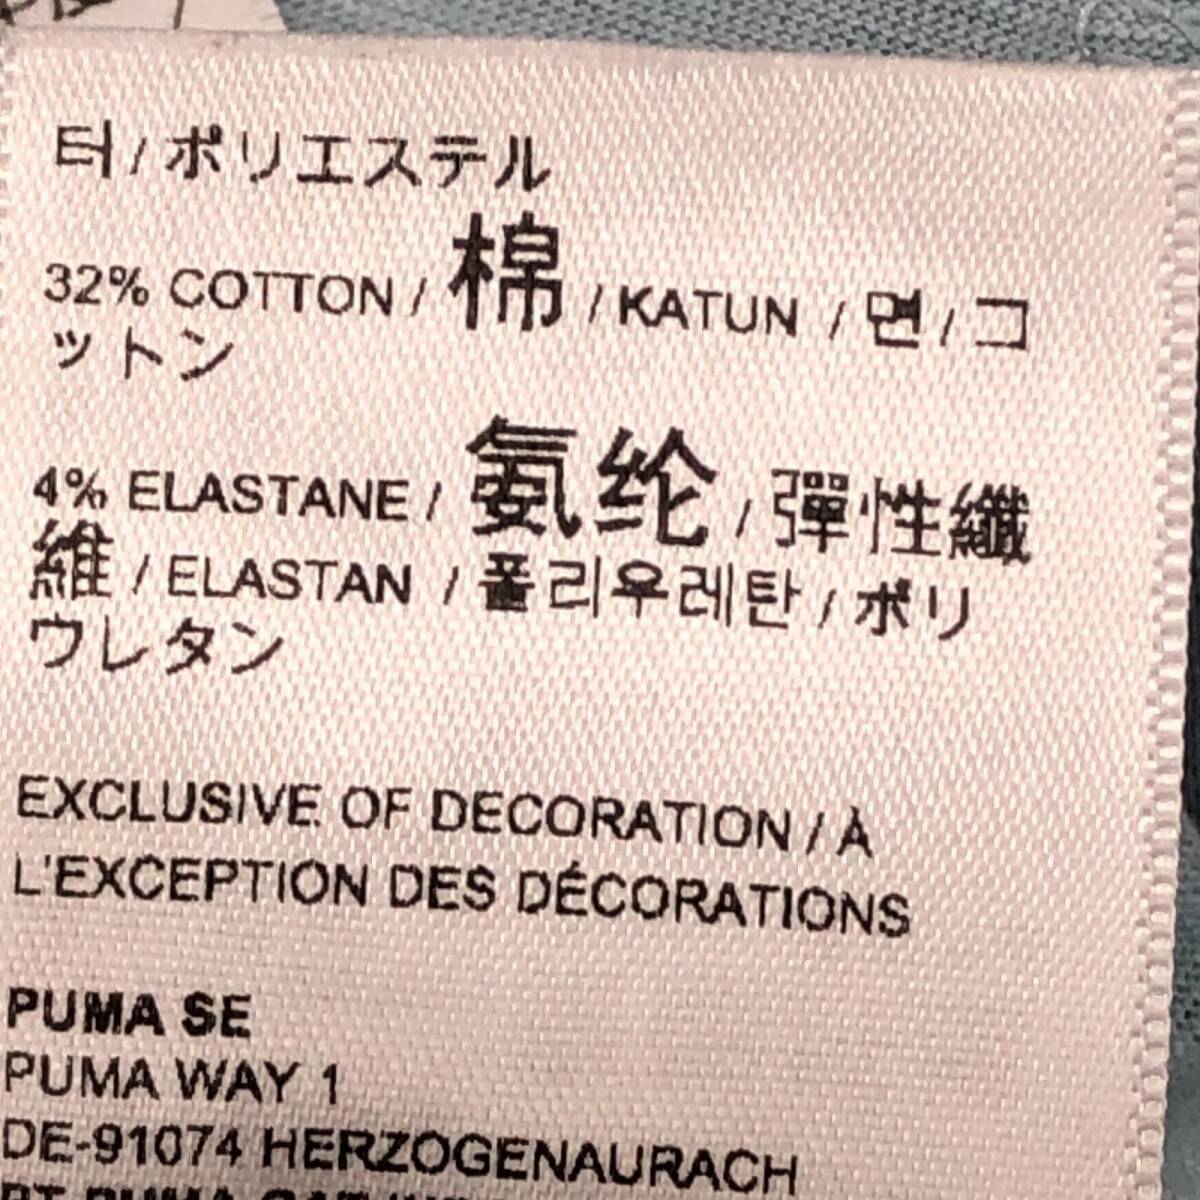 터 / ポリエステル
32% COTTON / 棉 / KATUN / 면 / コ
ットン
4% ELASTANE / 氨纶 / 彈性纖
維 / ELASTAN / 폴리우레탄 / ポリ
ウレタン
EXCLUSIVE OF DECORATION / À
L'EXCEPTION DES DÉCORATIONS
PUMA SE
PUMA WAY 1
DE-91074 HERZOGENAURACH